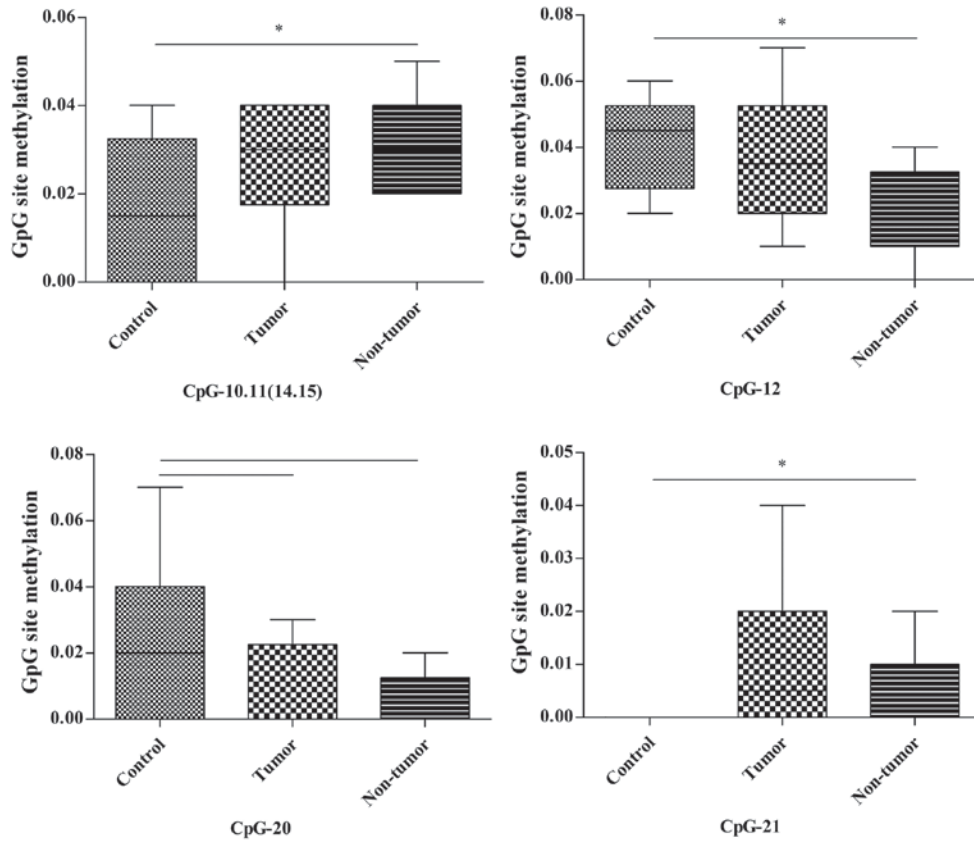 GpG site methylation
0.06
0.04
0.02
0.00
*
Control
Tumor
Non-tumor
CpG-10.11(14.15)
GpG site methylation
0.08
0.06
0.04
0.02
0.00
*
Control
Tumor
Non-tumor
CpG-12
GpG site methylation
0.08
0.06
0.04
0.02
0.00
Control
Tumor
Non-tumor
CpG-20
GpG site methylation
0.05
0.04
0.03
0.02
0.01
0.00
*
Control
Tumor
Non-tumor
CpG-21